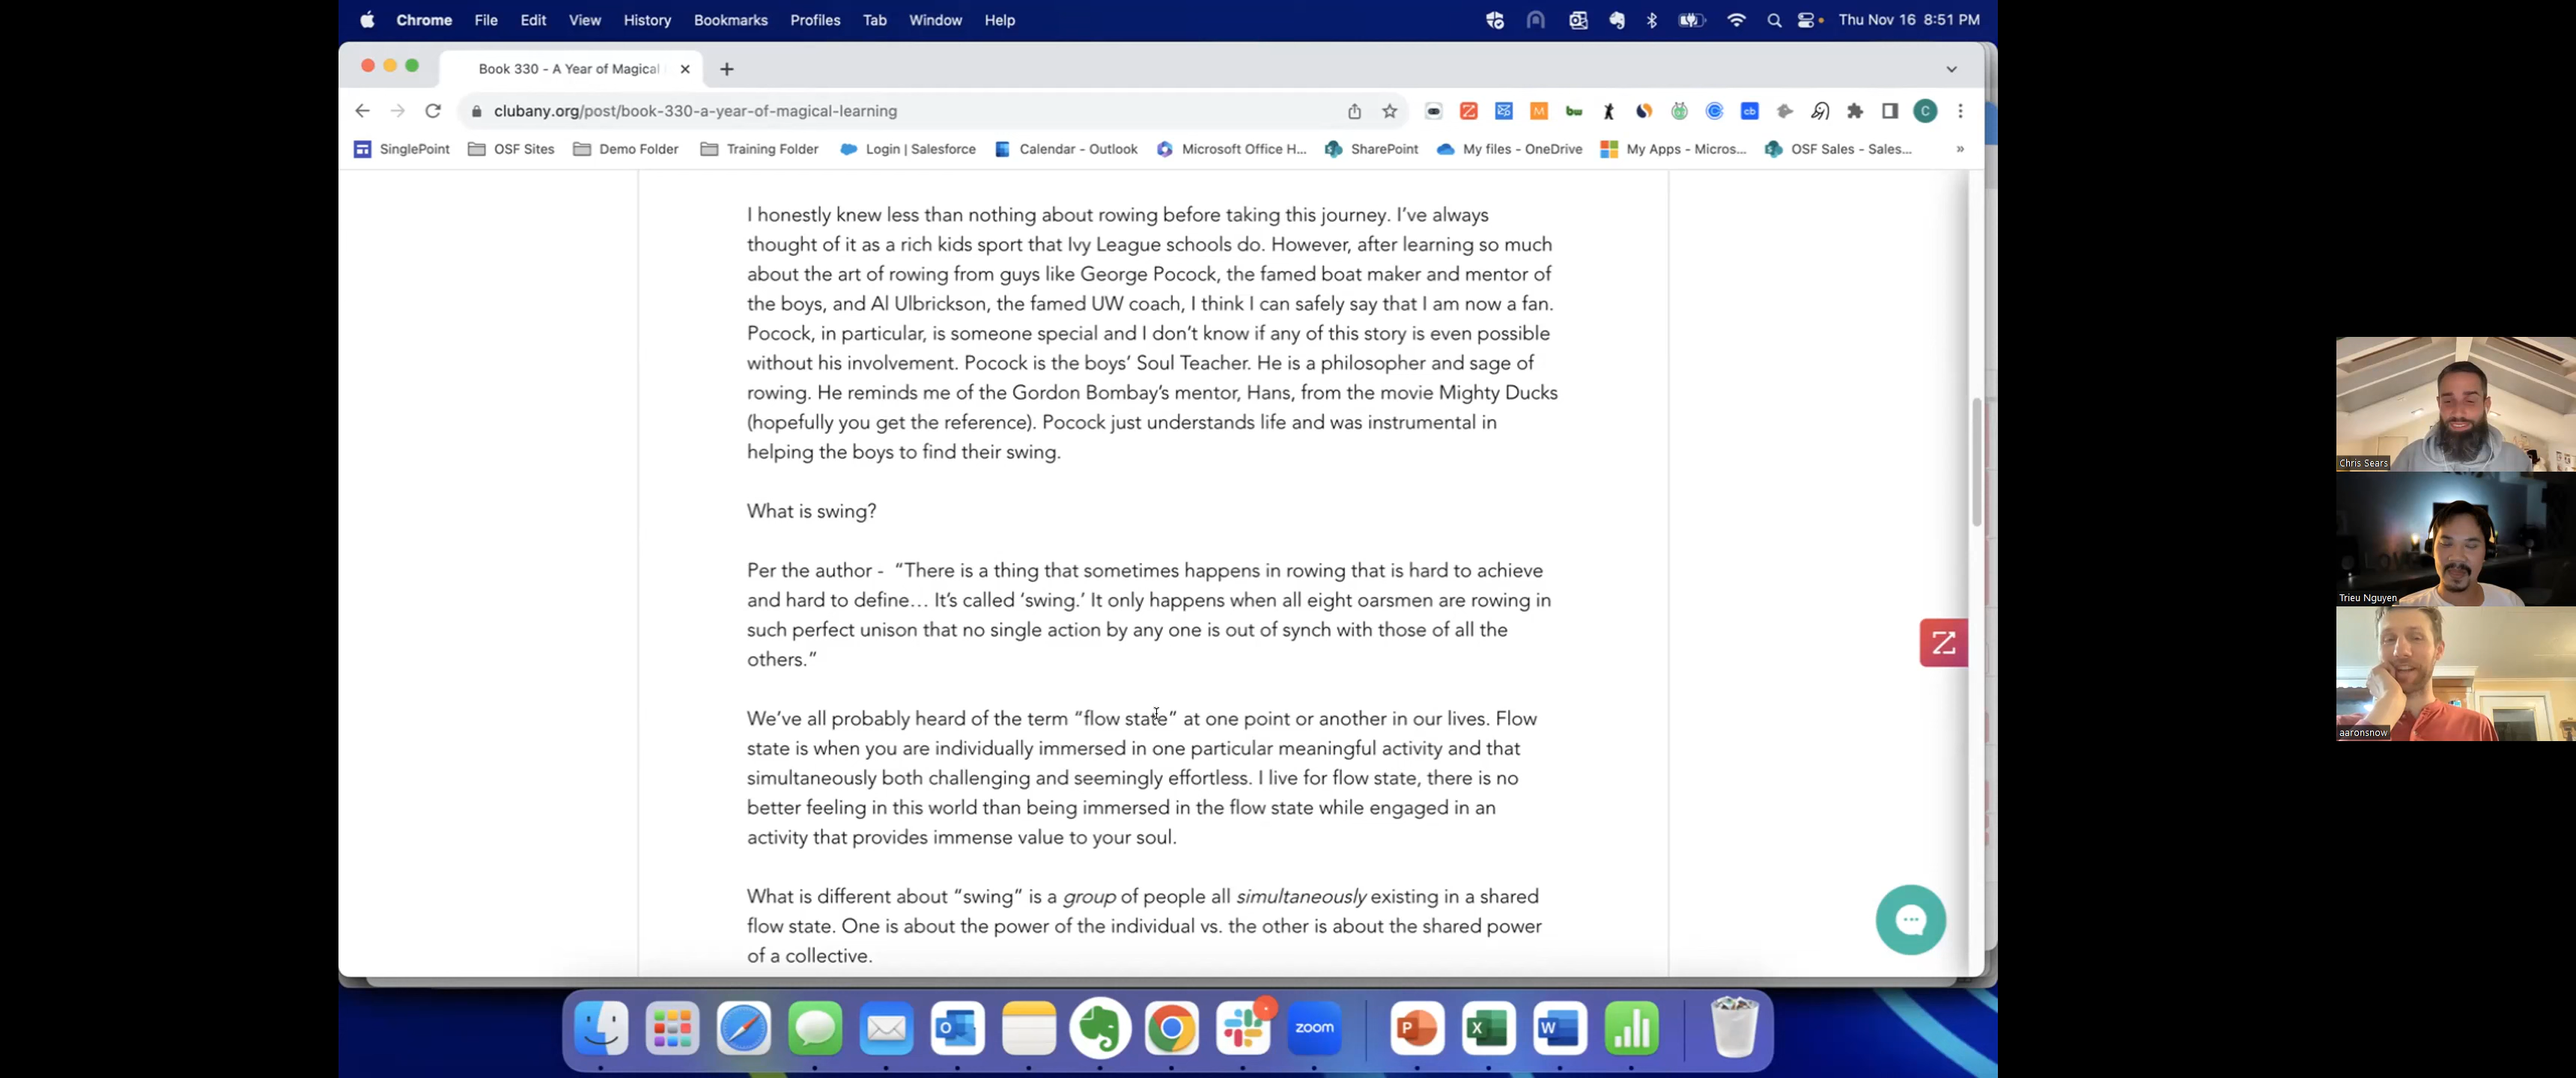 Chrome File Edit View History Bookmarks Profiles Tab Window Help Thu Nov 16 8:51 PM
Book 330 - A Year of Magical
clubany.org/post/book-330-a-year-of-magical-learning
SinglePoint OSF Sites Demo Folder Training Folder Login | Salesforce Calendar - Outlook Microsoft Office H... SharePoint My files - OneDrive My Apps - Micros... OSF Sales - Sales... »
I honestly knew less than nothing about rowing before taking this journey. I’ve always
thought of it as a rich kids sport that Ivy League schools do. However, after learning so much
about the art of rowing from guys like George Pocock, the famed boat maker and mentor of
the boys, and Al Ulbrickson, the famed UW coach, I think I can safely say that I am now a fan.
Pocock, in particular, is someone special and I don’t know if any of this story is even possible
without his involvement. Pocock is the boys’ Soul Teacher. He is a philosopher and sage of
rowing. He reminds me of the Gordon Bombay’s mentor, Hans, from the movie Mighty Ducks
(hopefully you get the reference). Pocock just understands life and was instrumental in
helping the boys to find their swing.
What is swing?
Per the author -  “There is a thing that sometimes happens in rowing that is hard to achieve
and hard to define… It’s called ‘swing.’ It only happens when all eight oarsmen are rowing in
such perfect unison that no single action by any one is out of synch with those of all the
others.”
We’ve all probably heard of the term “flow state” at one point or another in our lives. Flow
state is when you are individually immersed in one particular meaningful activity and that
simultaneously both challenging and seemingly effortless. I live for flow state, there is no
better feeling in this world than being immersed in the flow state while engaged in an
activity that provides immense value to your soul.
What is different about “swing” is a group of people all simultaneously existing in a shared
flow state. One is about the power of the individual vs. the other is about the shared power
of a collective.
zoom
Chris Sears
Trieu Nguyen
aaronsnow